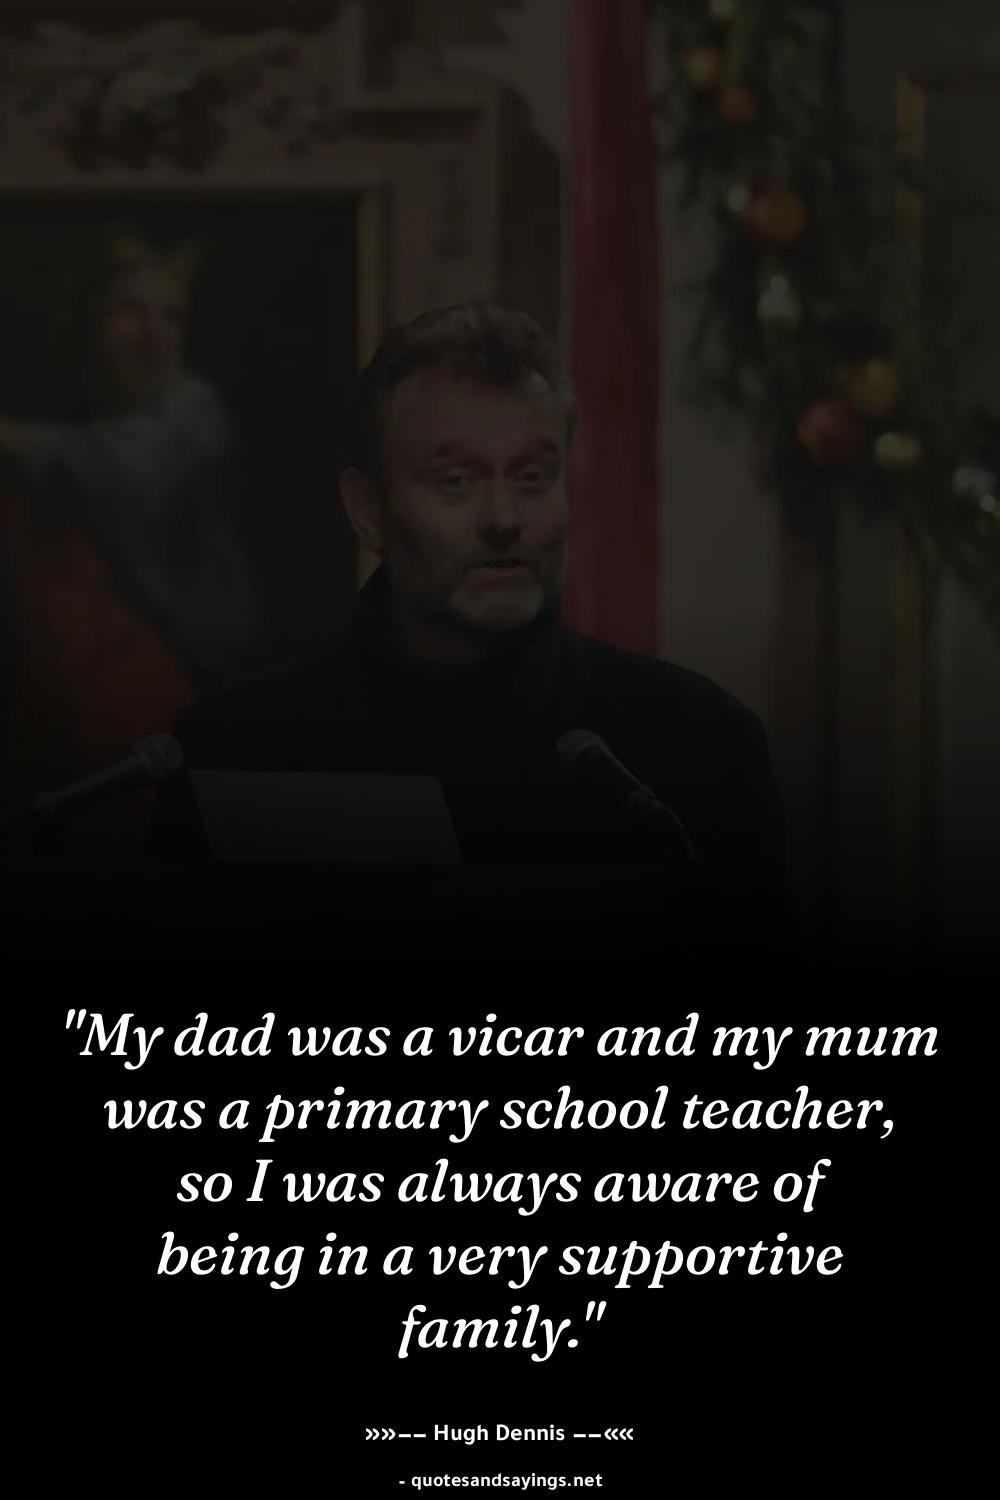 "My dad was a vicar and my mum
was a primary school teacher,
so I was always aware of
being in a very supportive
family."
»»–– Hugh Dennis ––««
- quotesandsayings.net